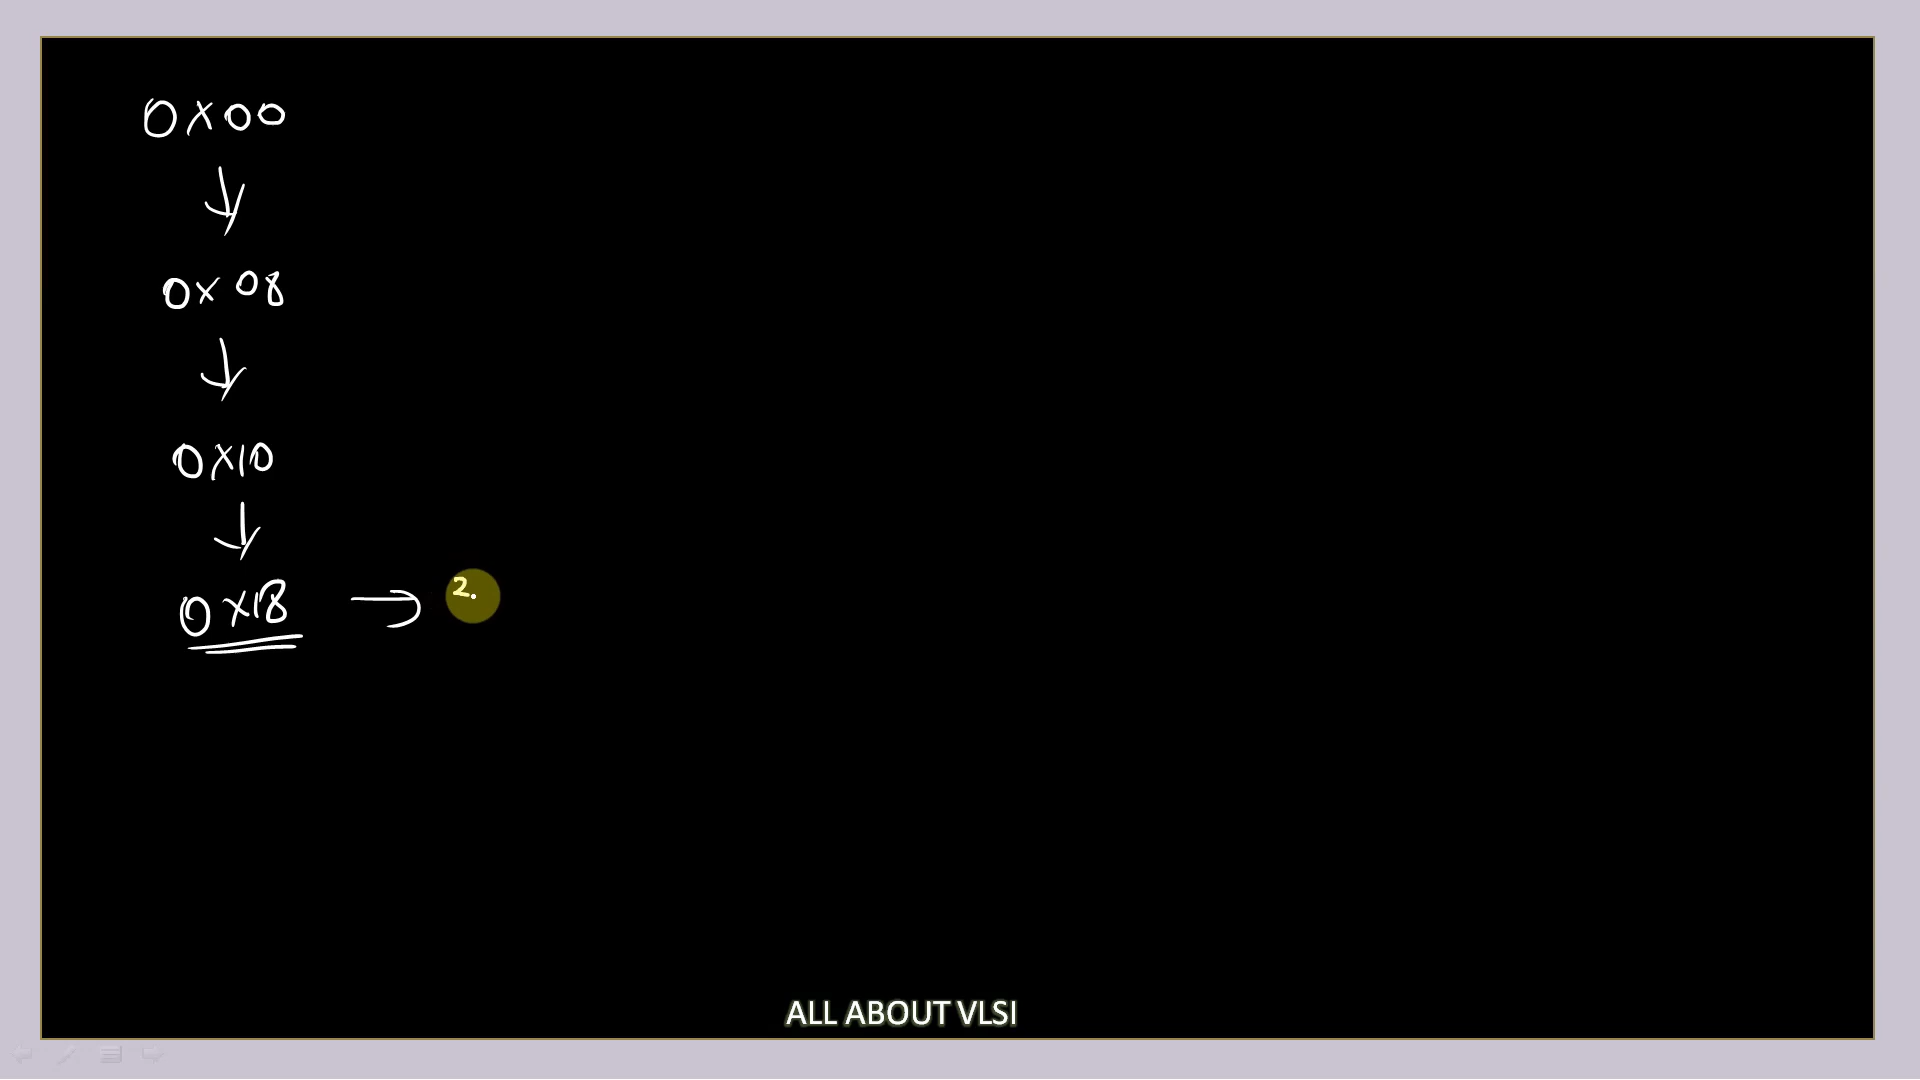 0x00
↓
0x08
↓
0x10
↓
0x18 → 2.
ALL ABOUT VLSI